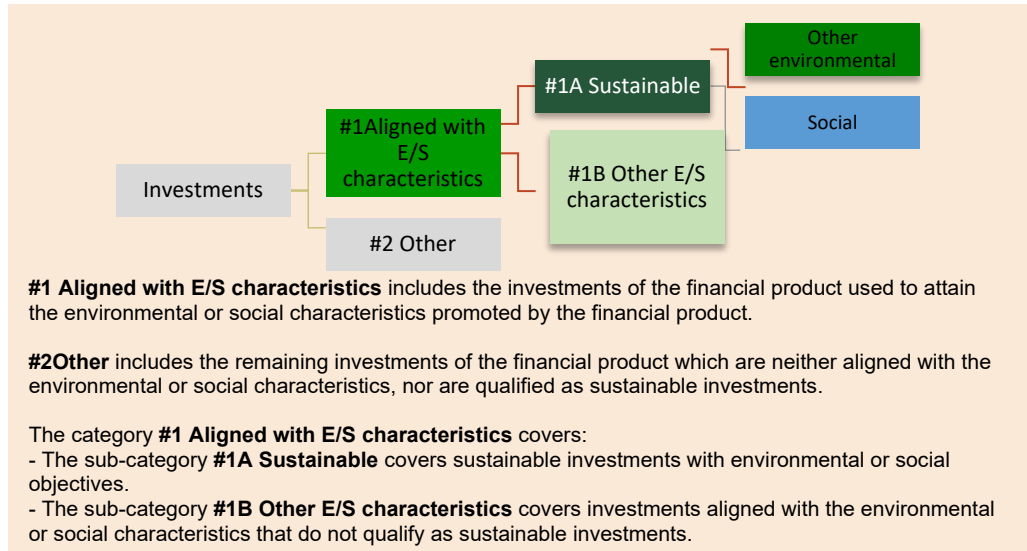 Other
environmental
#1A Sustainable
Social
#1Aligned with
E/S
characteristics
#1B Other E/S
characteristics
Investments
#2 Other
#1 Aligned with E/S characteristics includes the investments of the financial product used to attain
the environmental or social characteristics promoted by the financial product.
#2Other includes the remaining investments of the financial product which are neither aligned with the
environmental or social characteristics, nor are qualified as sustainable investments.
The category #1 Aligned with E/S characteristics covers:
- The sub-category #1A Sustainable covers sustainable investments with environmental or social
objectives.
- The sub-category #1B Other E/S characteristics covers investments aligned with the environmental
or social characteristics that do not qualify as sustainable investments.